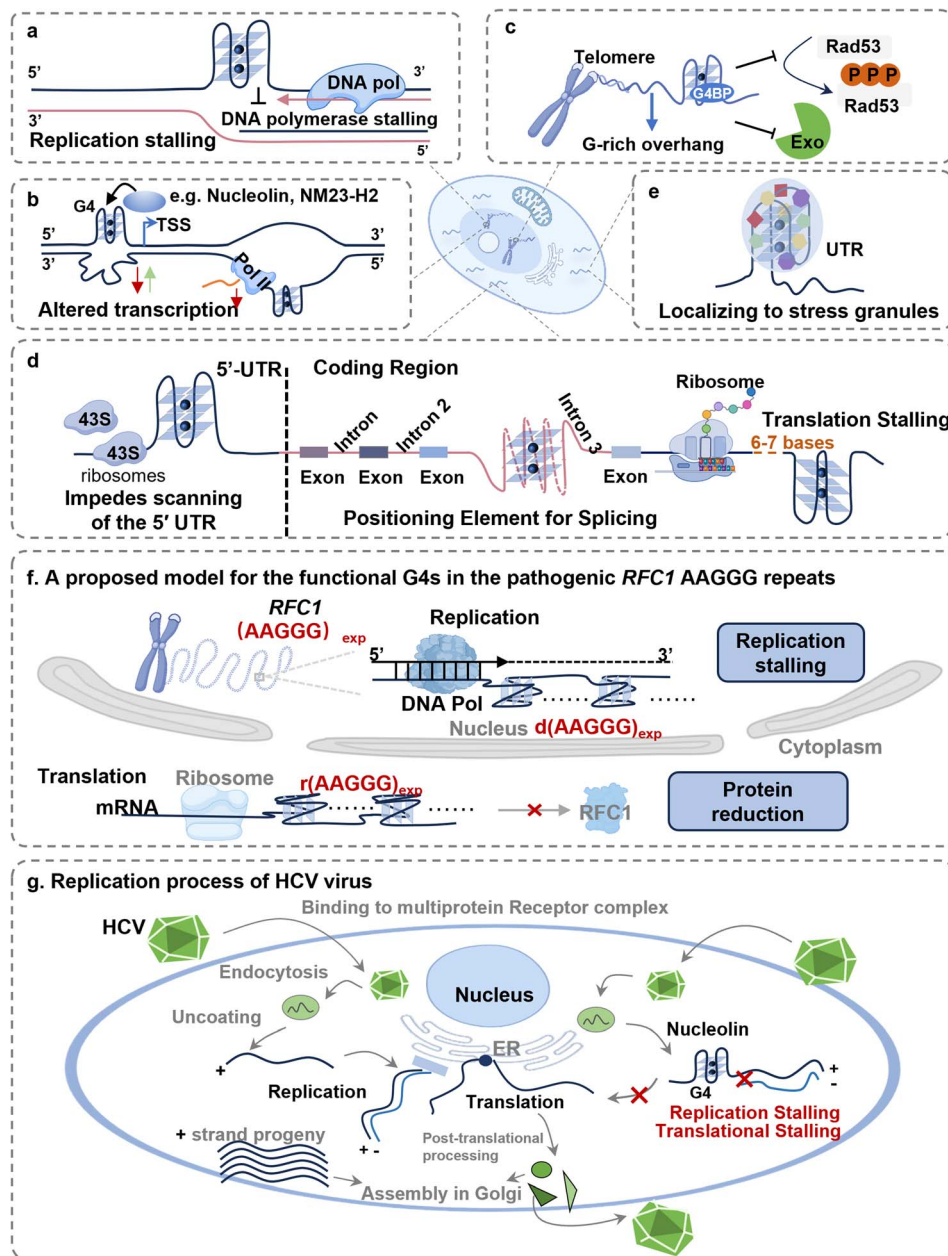 a
5’
3’
DNA pol
DNA polymerase stalling
3’
Replication stalling
5’
b
G4
e.g. Nucleolin, NM23-H2
TSS
5’
3’
3’
5’
Pol II
Altered transcription
c
Telomere
G4BP
G-rich overhang
Rad53
P P P
Rad53
Exo
e
UTR
Localizing to stress granules
d
5’-UTR
Coding Region
43S
43S
ribosomes
Impedes scanning
of the 5′ UTR
Intron
Intron 2
Intron 3
Exon
Exon
Exon
Exon
Positioning Element for Splicing
Ribosome
Translation Stalling
6-7 bases
f. A proposed model for the functional G4s in the pathogenic RFC1 AAGGG repeats
RFC1
(AAGGG) exp
Replication
5’
3’
DNA Pol
Replication
stalling
Nucleus d(AAGGG)exp
Cytoplasm
Translation
Ribosome
mRNA
r(AAGGG)exp
RFC1
Protein
reduction
g. Replication process of HCV virus
HCV
Binding to multiprotein Receptor complex
Endocytosis
Uncoating
+
Nucleus
ER
Replication
+ -
Translation
Nucleolin
G4
+
-
Replication Stalling
Translational Stalling
+ strand progeny
Post-translational
processing
Assembly in Golgi